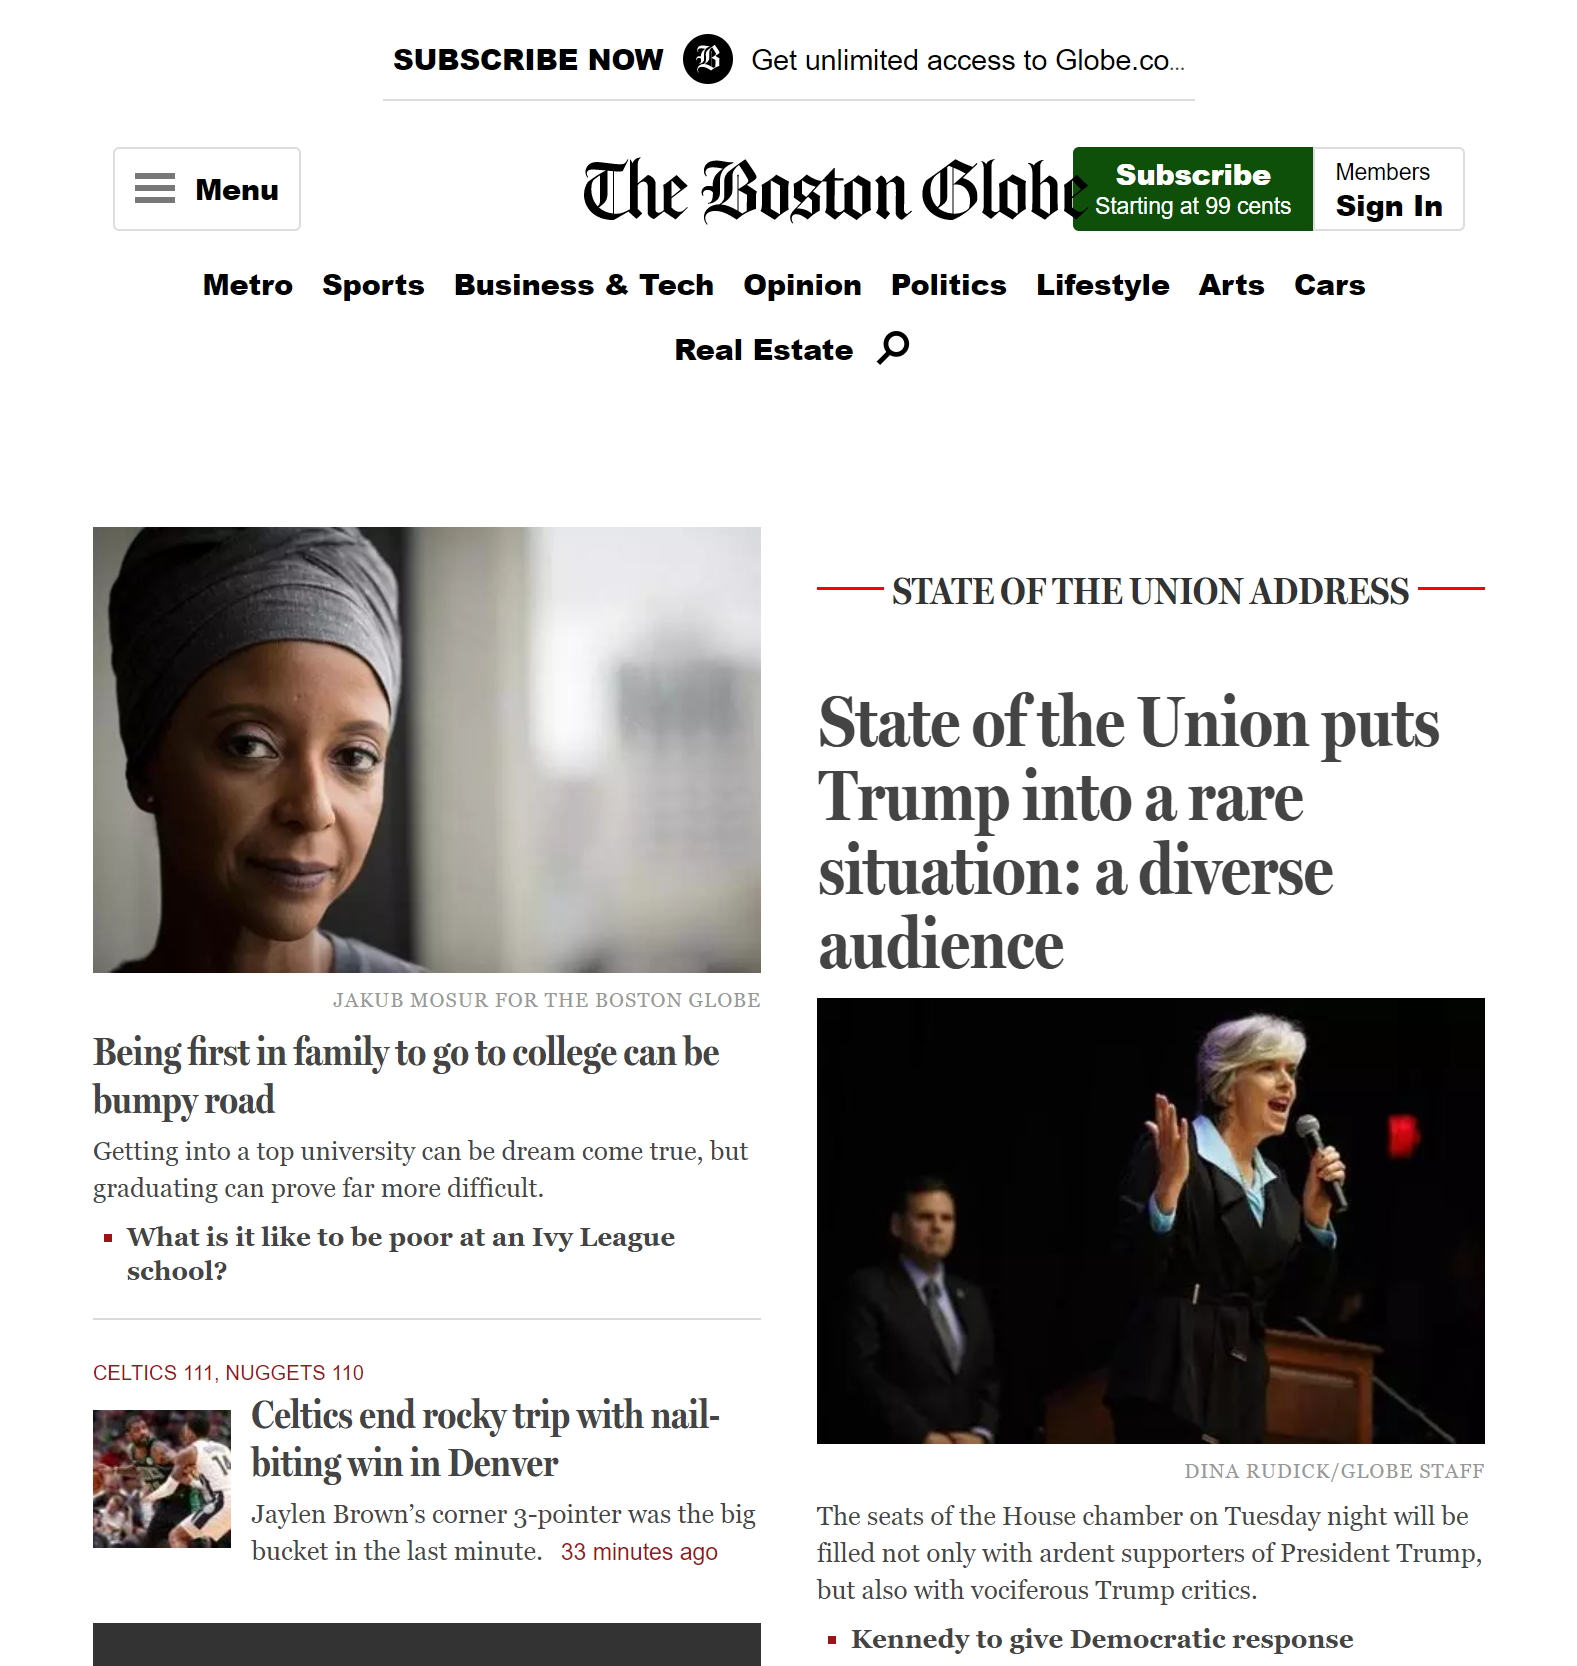 SUBSCRIBE NOW B Get unlimited access to Globe.co...
Menu
The Boston Globe
Subscribe
Starting at 99 cents
Members
Sign In
Metro Sports Business & Tech Opinion Politics Lifestyle Arts Cars
Real Estate
JAKUB MOSUR FOR THE BOSTON GLOBE
Being first in family to go to college can be
bumpy road
Getting into a top university can be dream come true, but
graduating can prove far more difficult.
What is it like to be poor at an Ivy League
school?
CELTICS 111, NUGGETS 110
Celtics end rocky trip with nail-
biting win in Denver
Jaylen Brown’s corner 3-pointer was the big
bucket in the last minute. 33 minutes ago
STATE OF THE UNION ADDRESS
State of the Union puts
Trump into a rare
situation: a diverse
audience
DINA RUDICK/GLOBE STAFF
The seats of the House chamber on Tuesday night will be
filled not only with ardent supporters of President Trump,
but also with vociferous Trump critics.
Kennedy to give Democratic response